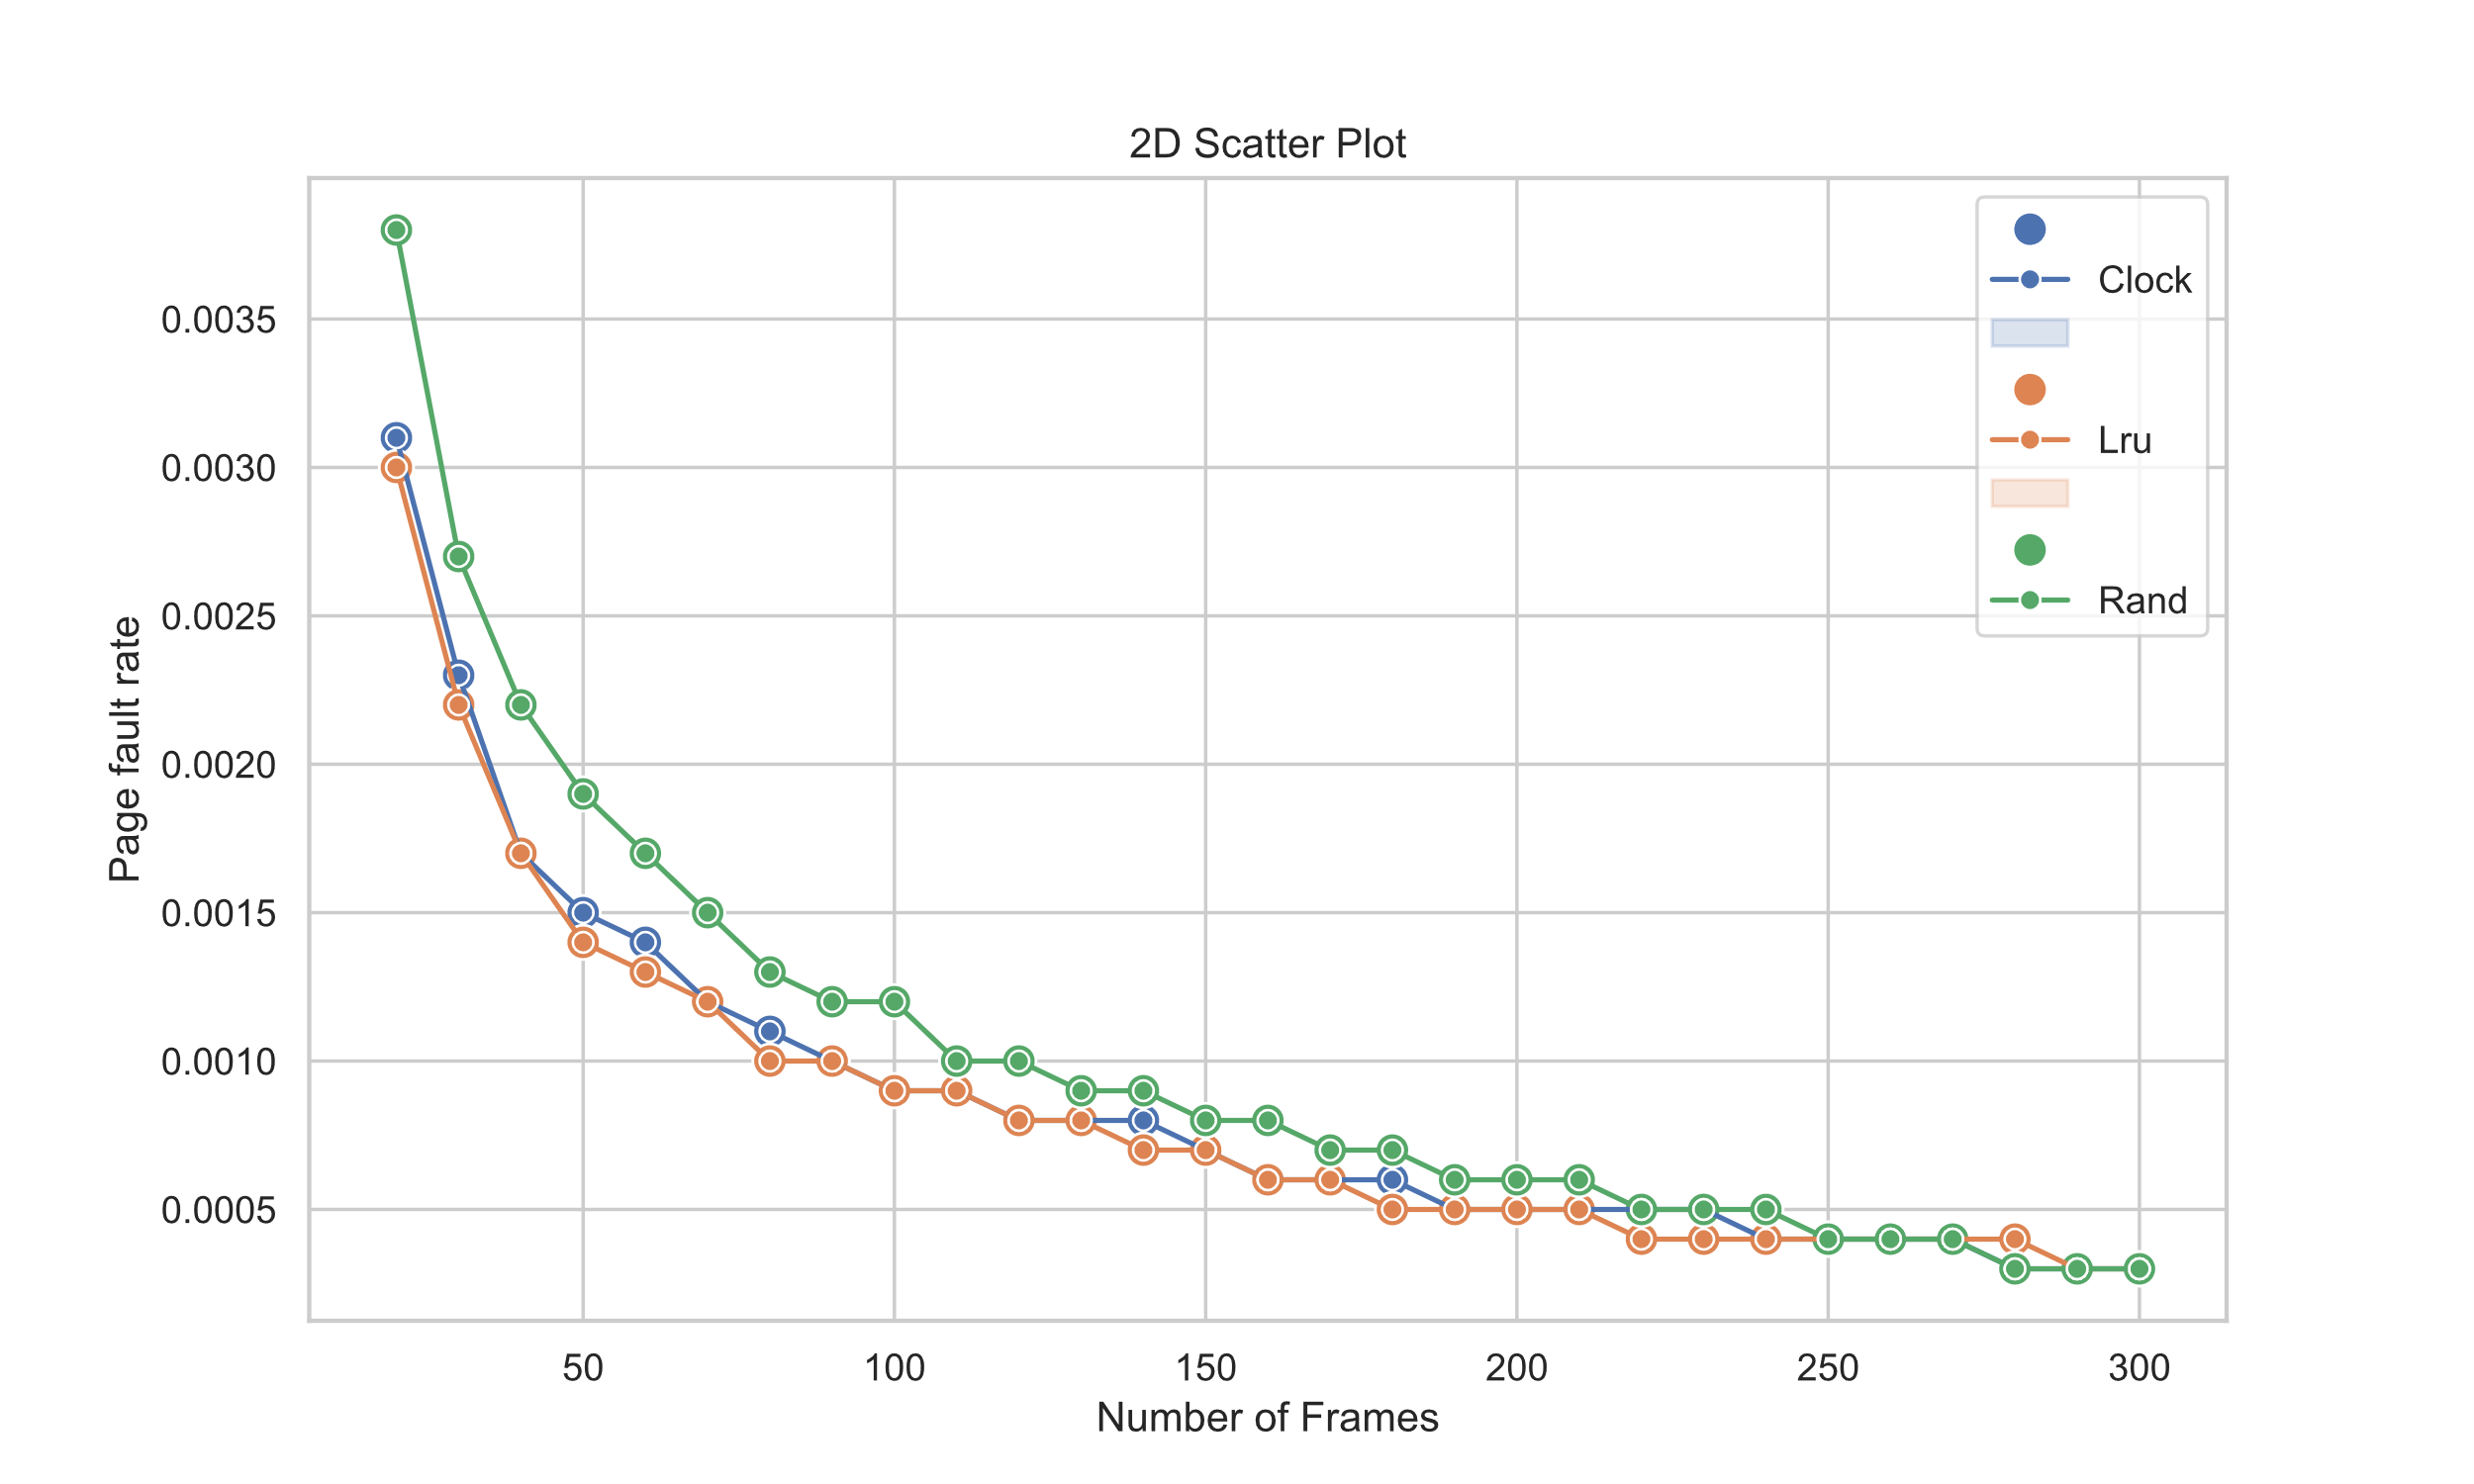 2D Scatter Plot
Clock
Lru
Rand
0.0035
0.0030
0.0025
0.0020
0.0015
0.0010
0.0005
Page fault rate
50 100 150 200 250 300
Number of Frames